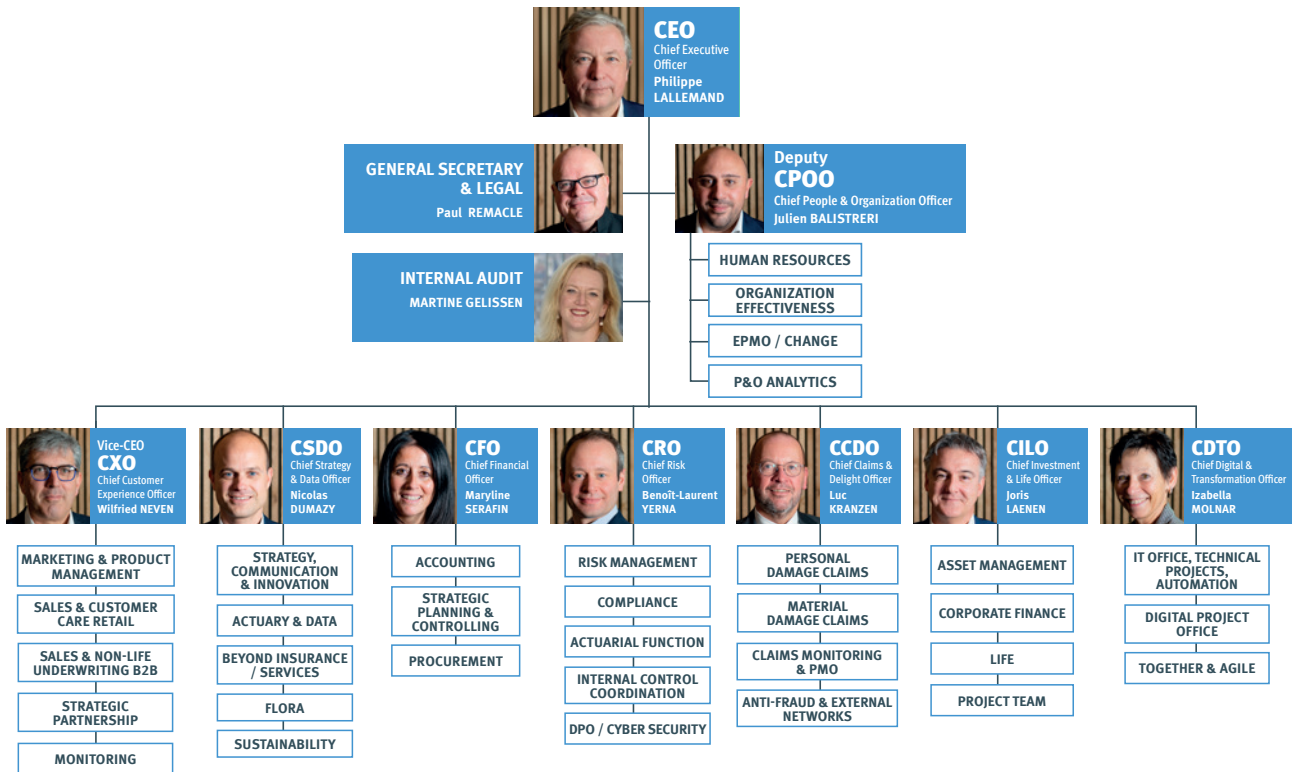 CEO
Chief Executive
Officer
Philippe
LALLEMAND
GENERAL SECRETARY
& LEGAL
Paul REMACLE
Deputy
CPOO
Chief People & Organization Officer
Julien BALISTRERI
INTERNAL AUDIT
MARTINE GELISSEN
HUMAN RESOURCES
ORGANIZATION
EFFECTIVENESS
EPMO / CHANGE
P&O ANALYTICS
Vice-CEO
CXO
Chief Customer
Experience Officer
Wilfried NEVEN
MARKETING & PRODUCT
MANAGEMENT
SALES & CUSTOMER
CARE RETAIL
SALES & NON-LIFE
UNDERWRITING B2B
STRATEGIC
PARTNERSHIP
MONITORING
CSDO
Chief Strategy
& Data Officer
Nicolas
DUMAZY
STRATEGY,
COMMUNICATION
& INNOVATION
ACTUARY & DATA
BEYOND INSURANCE
/ SERVICES
FLORA
SUSTAINABILITY
CFO
Chief Financial
Officer
Maryline
SERAFIN
ACCOUNTING
STRATEGIC
PLANNING &
CONTROLLING
PROCUREMENT
CRO
Chief Risk
Officer
Benoît-Laurent
YERNA
RISK MANAGEMENT
COMPLIANCE
ACTUARIAL FUNCTION
INTERNAL CONTROL
COORDINATION
DPO / CYBER SECURITY
CCDO
Chief Claims &
Delight Officer
Luc
KRANZEN
PERSONAL
DAMAGE CLAIMS
MATERIAL
DAMAGE CLAIMS
CLAIMS MONITORING
& PMO
ANTI-FRAUD & EXTERNAL
NETWORKS
CILO
Chief Investment
& Life Officer
Joris
LAENEN
ASSET MANAGEMENT
CORPORATE FINANCE
LIFE
PROJECT TEAM
CDTO
Chief Digital &
Transformation Officer
Izabella
MOLNAR
IT OFFICE, TECHNICAL
PROJECTS,
AUTOMATION
DIGITAL PROJECT
OFFICE
TOGETHER & AGILE